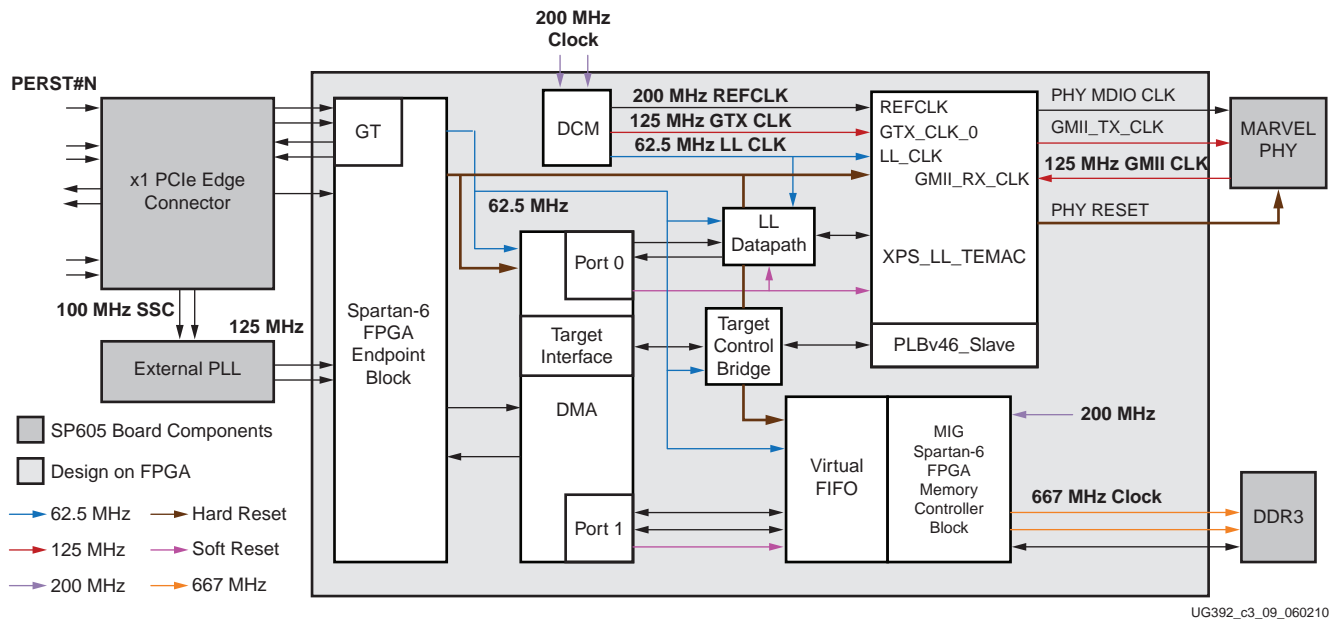 200 MHz
Clock
PERST#N
x1 PCIe Edge
Connector
GT
DCM
200 MHz REFCLK
125 MHz GTX CLK
62.5 MHz LL CLK
REFCLK
GTX_CLK_0
LL_CLK
GMII_RX_CLK
XPS_LL_TEMAC
PLBv46_Slave
PHY MDIO CLK
GMII_TX_CLK
125 MHz GMII CLK
PHY RESET
MARVEL
PHY
62.5 MHz
LL
Datapath
Port 0
100 MHz SSC
125 MHz
External PLL
Spartan-6
FPGA
Endpoint
Block
Target
Interface
Target
Control
Bridge
DMA
Port 1
Virtual
FIFO
MIG
Spartan-6
FPGA
Memory
Controller
Block
200 MHz
667 MHz Clock
DDR3
SP605 Board Components
Design on FPGA
62.5 MHz
Hard Reset
125 MHz
Soft Reset
200 MHz
667 MHz
UG392_c3_09_060210